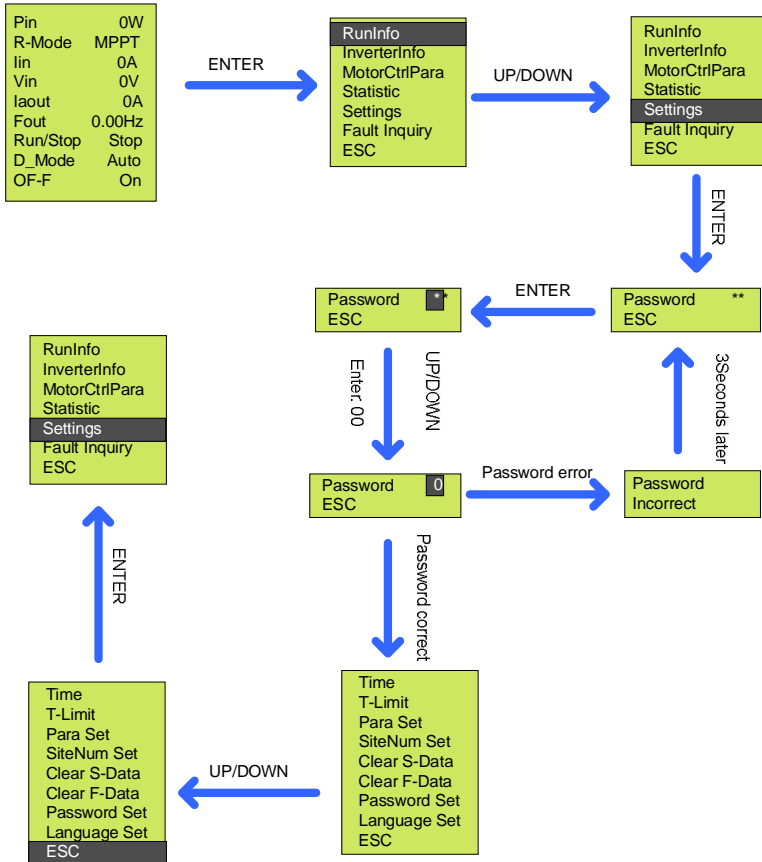 Pin 0W
R-Mode MPPT
Iin 0A
Vin 0V
Iaout 0A
Fout 0.00Hz
Run/Stop Stop
D_Mode Auto
OF-F On
ENTER
RunInfo
InverterInfo
MotorCtrlPara
Statistic
Settings
Fault Inquiry
ESC
UP/DOWN
RunInfo
InverterInfo
MotorCtrlPara
Statistic
Settings
Fault Inquiry
ESC
ENTER
Password **
ESC
ENTER
Password **
ESC
UP/DOWN
Enter: 00
Password 0
ESC
Password error
Password
Incorrect
3Seconds later
Password correct
Time
T-Limit
Para Set
SiteNum Set
Clear S-Data
Clear F-Data
Password Set
Language Set
ESC
UP/DOWN
Time
T-Limit
Para Set
SiteNum Set
Clear S-Data
Clear F-Data
Password Set
Language Set
ESC
ENTER
RunInfo
InverterInfo
MotorCtrlPara
Statistic
Settings
Fault Inquiry
ESC